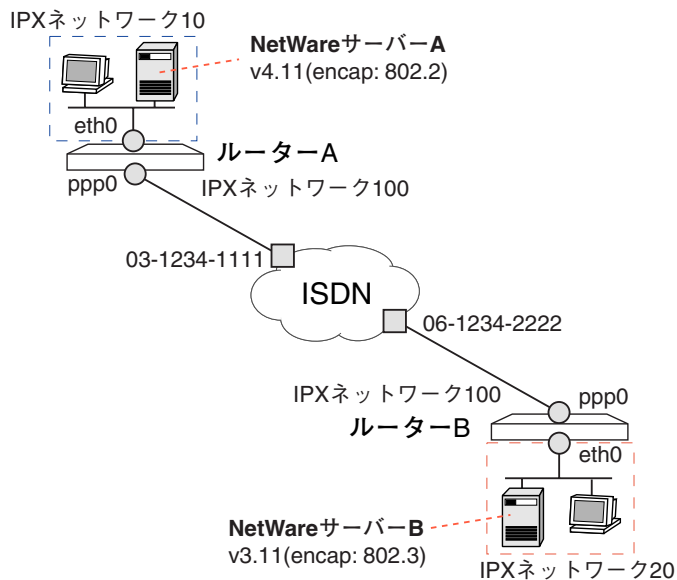 IPXネットワーク10
NetWareサーバーA
v4.11(encap: 802.2)
eth0
ルーターA
ppp0
IPXネットワーク100
03-1234-1111
ISDN
06-1234-2222
IPXネットワーク100
ppp0
ルーターB
eth0
NetWareサーバーB
v3.11(encap: 802.3)
IPXネットワーク20